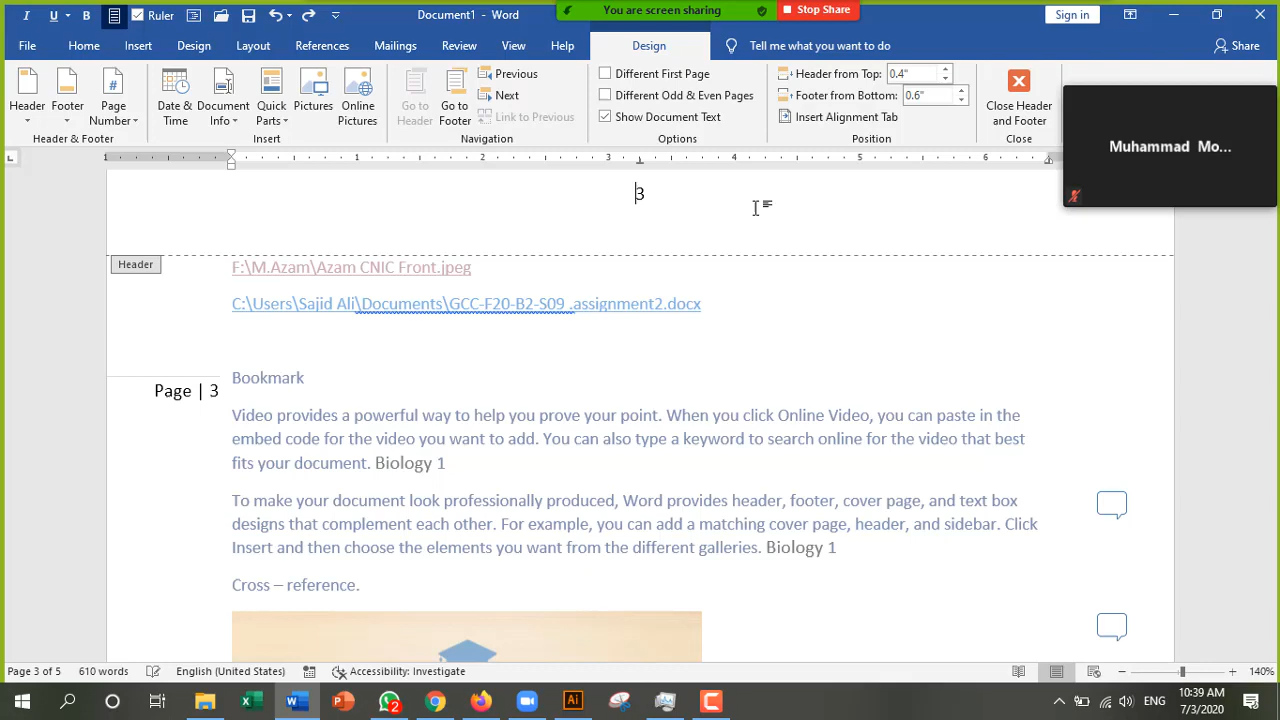 Ruler
Document1 - Word
You are screen sharing
Stop Share
Sign in
File
Home
Insert
Design
Layout
References
Mailings
Review
View
Help
Design
Tell me what you want to do
Share
Header
Footer
Page Number
Header & Footer
Date & Time
Document Info
Quick Parts
Pictures
Online Pictures
Insert
Go to Header
Go to Footer
Previous
Next
Link to Previous
Navigation
Different First Page
Different Odd & Even Pages
Show Document Text
Options
Header from Top: 0.4"
Footer from Bottom: 0.6"
Insert Alignment Tab
Position
Close Header and Footer
Close
Muhammad Mo...
1 1 2 3 4 5 6
3
Header
F:\M.Azam\Azam CNIC Front.jpeg
C:\Users\Sajid Ali\Documents\GCC-F20-B2-S09 .assignment2.docx
Bookmark
Page | 3
Video provides a powerful way to help you prove your point. When you click Online Video, you can paste in the
embed code for the video you want to add. You can also type a keyword to search online for the video that best
fits your document. Biology 1
To make your document look professionally produced, Word provides header, footer, cover page, and text box
designs that complement each other. For example, you can add a matching cover page, header, and sidebar. Click
Insert and then choose the elements you want from the different galleries. Biology 1
Cross – reference.
Page 3 of 5
610 words
English (United States)
Accessibility: Investigate
140%
2
ENG
10:39 AM
7/3/2020